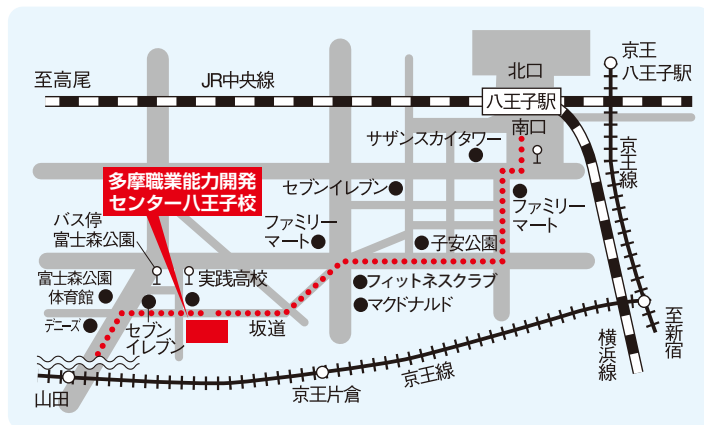 京王
八王子駅
北口
至高尾
JR中央線
八王子駅
南口
サザンスカイタワー
京王線
多摩職業能力開発
センター八王子校
セブンイレブン
ファミリー
マート
バス停
富士森公園
ファミリー
マート
子安公園
富士森公園
体育館
実践高校
フィットネスクラブ
マクドナルド
デニーズ
セブン
イレブン
坂道
至新宿
横浜線
京王線
京王片倉
山田